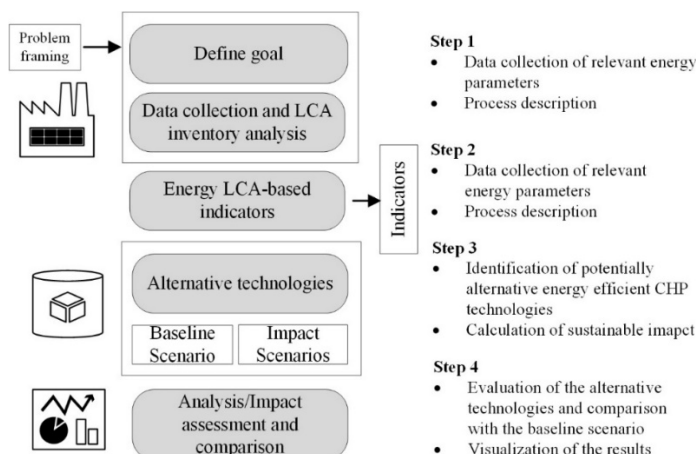 Problem
framing
Define goal
Data collection and LCA
inventory analysis
Energy LCA-based
indicators
Indicators
Alternative technologies
Baseline
Scenario
Impact
Scenarios
Analysis/Impact
assessment and
comparison
Step 1
• Data collection of relevant energy
parameters
• Process description
Step 2
• Data collection of relevant
energy parameters
• Process description
Step 3
• Identification of potentially
alternative energy efficient CHP
technologies
• Calculation of sustainable imapct
Step 4
• Evaluation of the alternative
technologies and comparison
with the baseline scenario
• Visualization of the results